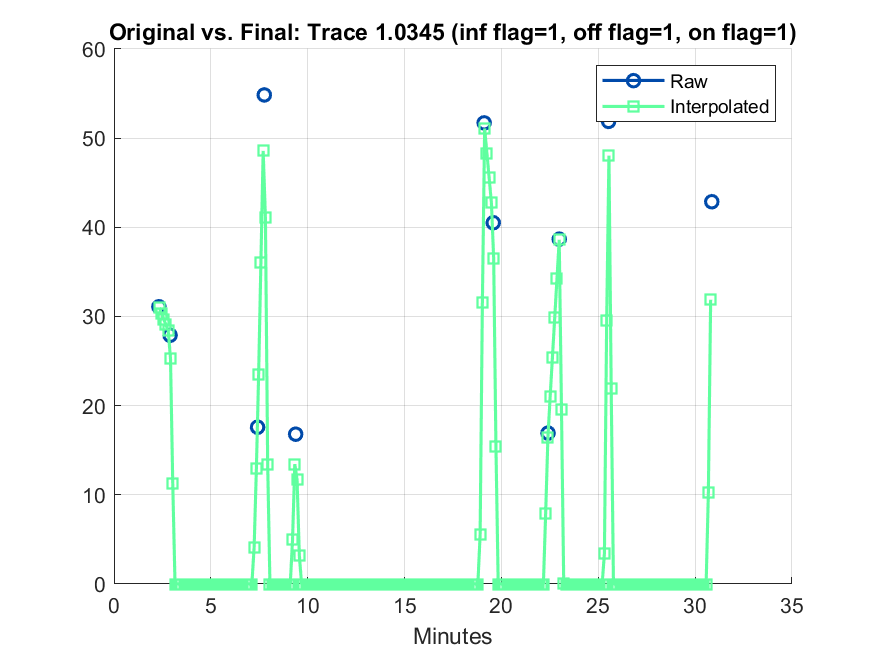 Original vs. Final: Trace 1.0345 (inf flag=1, off flag=1, on flag=1)
60
50
40
30
20
10
0
Raw
Interpolated
0 5 10 15 20 25 30 35
Minutes